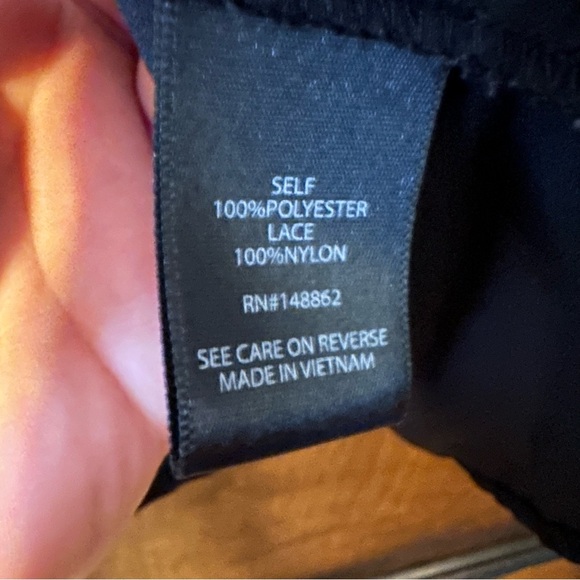 SELF
100%POLYESTER
LACE
100%NYLON
RN#148862
SEE CARE ON REVERSE
MADE IN VIETNAM